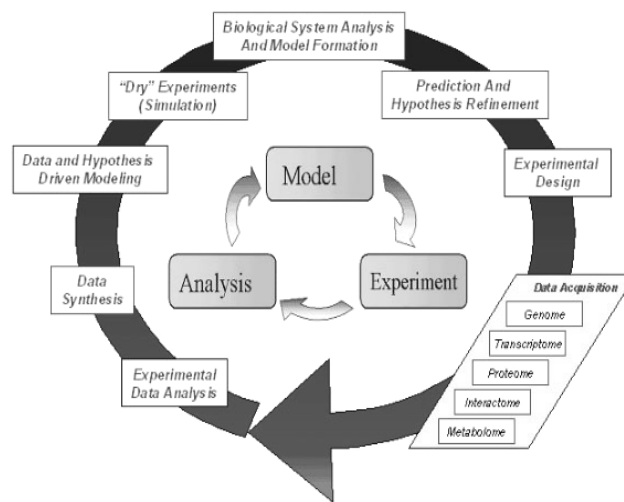 Biological System Analysis
And Model Formation
"Dry" Experiments
(Simulation)
Prediction And
Hypothesis Refinement
Data and Hypothesis
Driven Modeling
Experimental
Design
Model
Analysis
Experiment
Data
Synthesis
Data Acquisition
Genome
Transcriptome
Proteome
Interactome
Metabolome
Experimental
Data Analysis